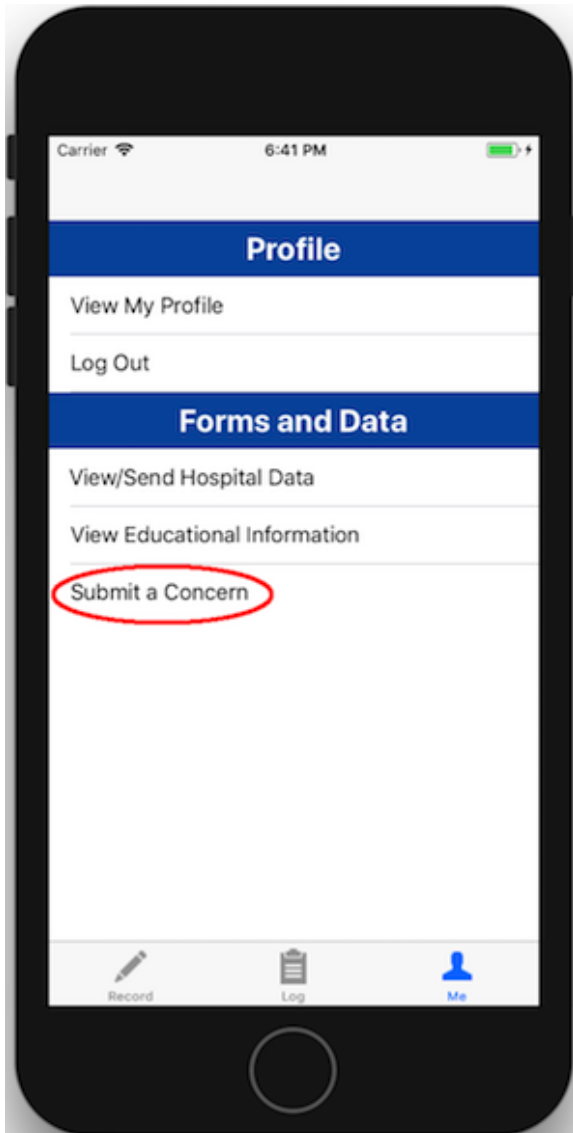 Carrier 6:41 PM
Profile
View My Profile
Log Out
Forms and Data
View/Send Hospital Data
View Educational Information
Submit a Concern
Record Log Me